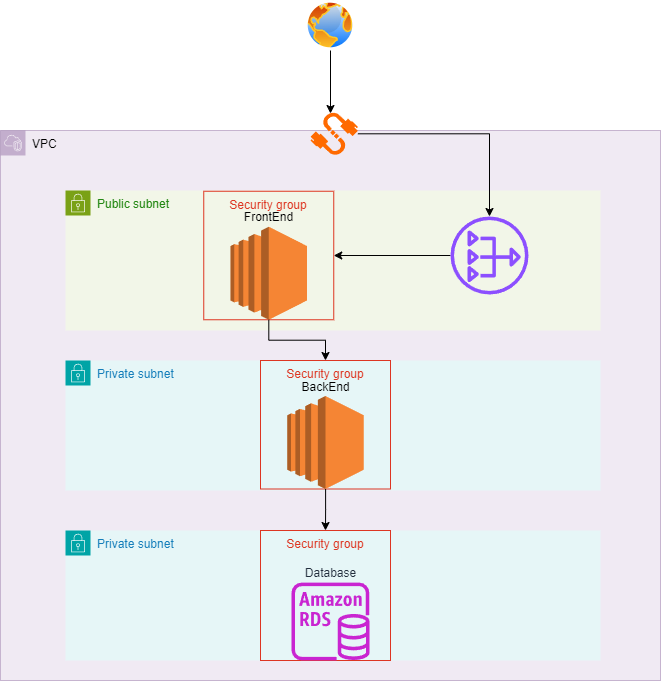 VPC
Public subnet
Security group
FrontEnd
Private subnet
Security group
BackEnd
Private subnet
Security group
Database
Amazon
RDS